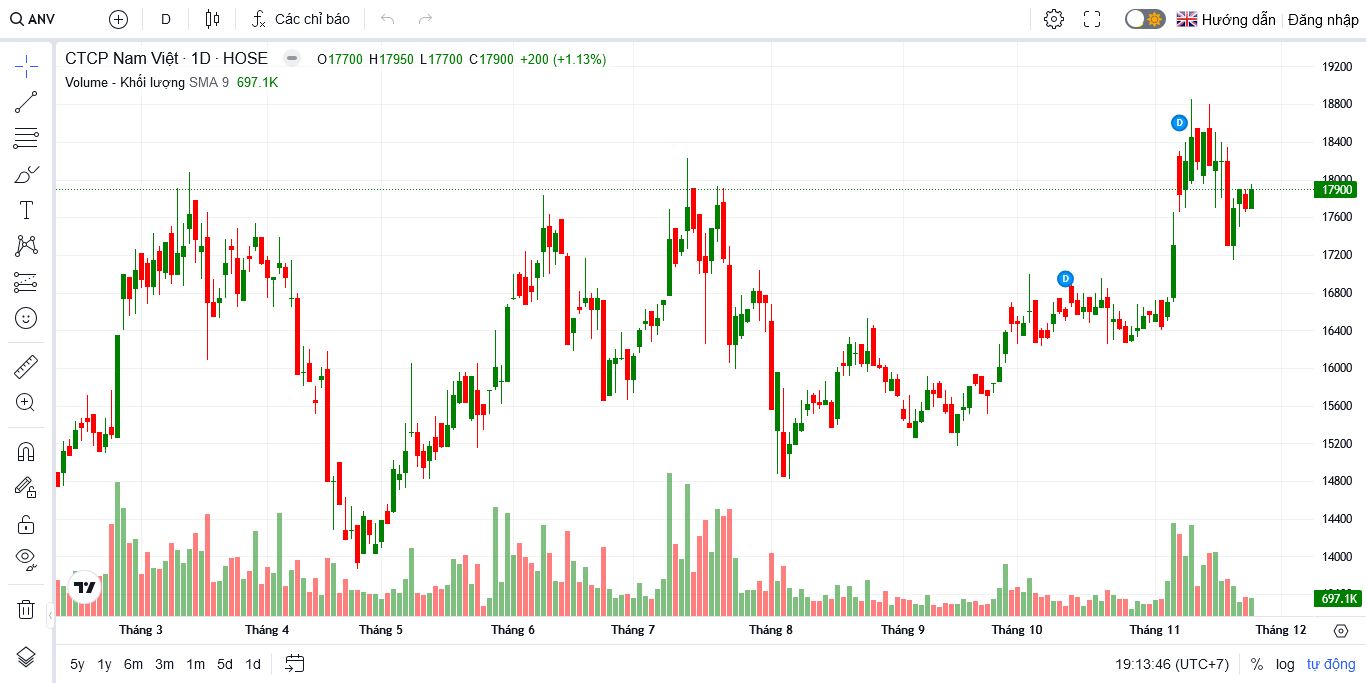 ANV D Các chỉ báo Hướng dẫn Đăng nhập
CTCP Nam Việt · 1D · HOSE O17700 H17950 L17700 C17900 +200 (+1.13%)
Volume - Khối lượng SMA 9 697.1K
19200
18800
D
18400
18000
17900
17600
17200
D
16800
16400
16000
15600
15200
14800
14400
14000
697.1K
Tháng 3 Tháng 4 Tháng 5 Tháng 6 Tháng 7 Tháng 8 Tháng 9 Tháng 10 Tháng 11 Tháng 12
5y 1y 6m 3m 1m 5d 1d 19:13:46 (UTC+7) % log tự động